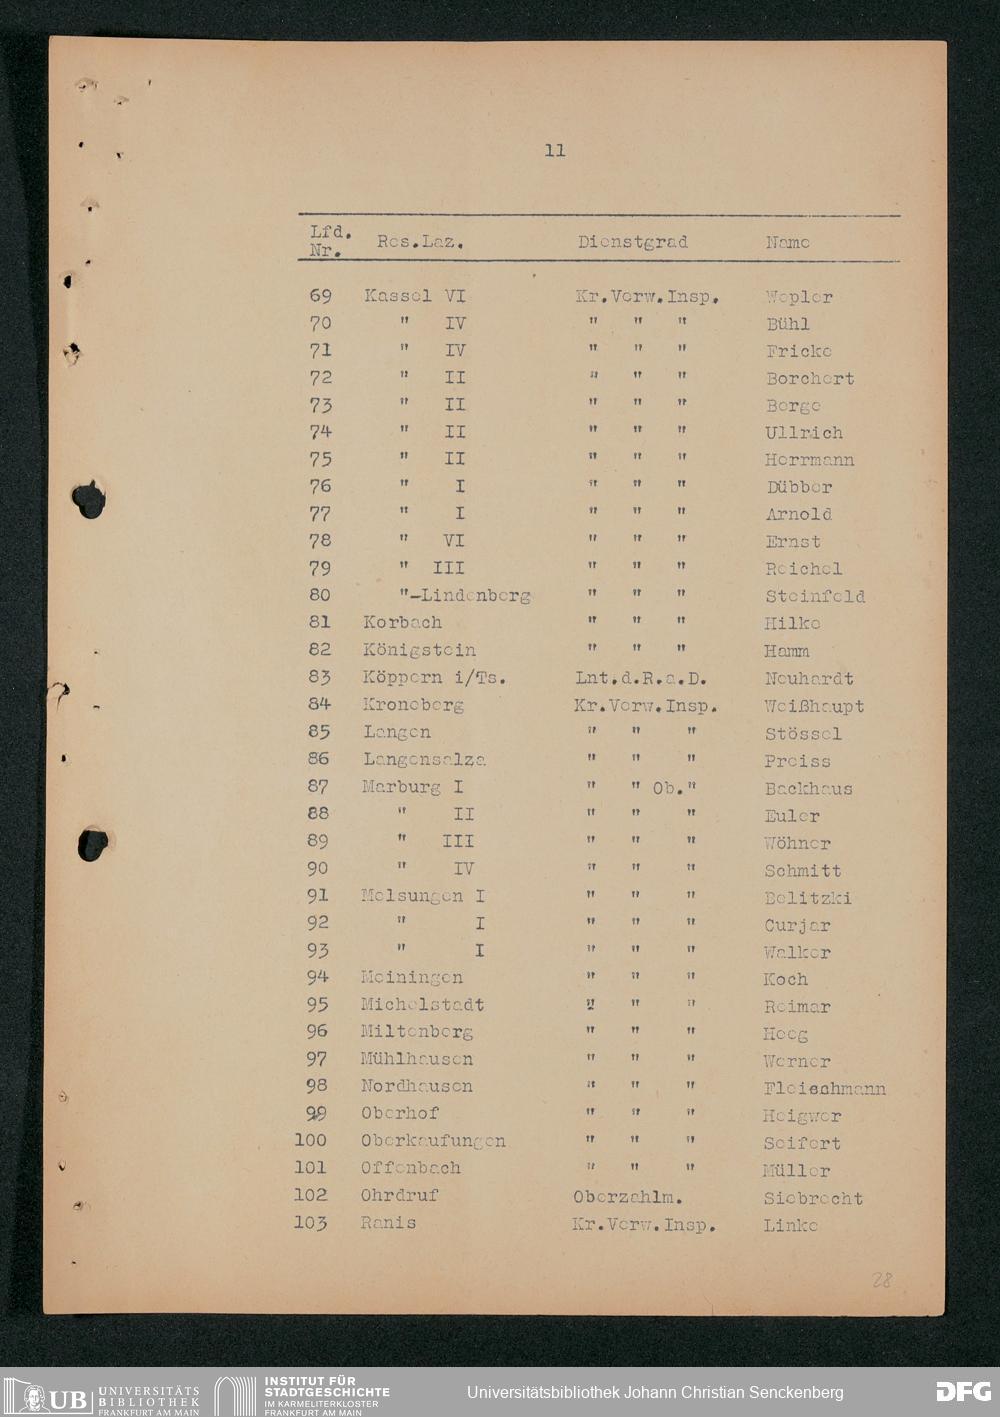 11
Lfd. Nr. Res.Laz. Dienstgrad Name
69 Kassel VI Kr.Verw.Insp. Wepler
70 " IV " " " Bühl
71 " IV " " " Fricke
72 " II " " " Borchert
73 " II " " " Berge
74 " II " " " Ullrich
75 " II " " " Herrmann
76 " I " " " Dübber
77 " I " " " Arnold
78 " VI " " " Ernst
79 " III " " " Reichel
80 "-Lindenberg " " " Steinfeld
81 Korbach " " " Hilke
82 Königstein " " " Hamm
83 Köppern i/Ts. Lnt.d.R.a.D. Neuhardt
84 Kroneberg Kr.Verw.Insp. Weißhaupt
85 Langen " " " Stössel
86 Langensalza " " " Preiss
87 Marburg I " " Ob." Backhaus
88 " II " " " Euler
89 " III " " " Wöhner
90 " IV " " " Schmitt
91 Melsungen I " " " Belitzki
92 " I " " " Curjar
93 " I " " " Walker
94 Meiningen " " " Koch
95 Michelstadt " " " Reimar
96 Miltenberg " " " Heeg
97 Mühlhausen " " " Werner
98 Nordhausen " " " Fleischmann
99 Oberhof " " " Heigwer
100 Oberkaufungen " " " Seifert
101 Offenbach " " " Müller
102 Ohrdruf Oberzahlm. Siebrecht
103 Ranis Kr.Verw.Insp. Linke
28
UB UNIVERSITÄTS BIBLIOTHEK FRANKFURT AM MAIN
INSTITUT FÜR STADTGESCHICHTE IM KARMELITERKLOSTER FRANKFURT AM MAIN
Universitätsbibliothek Johann Christian Senckenberg
DFG